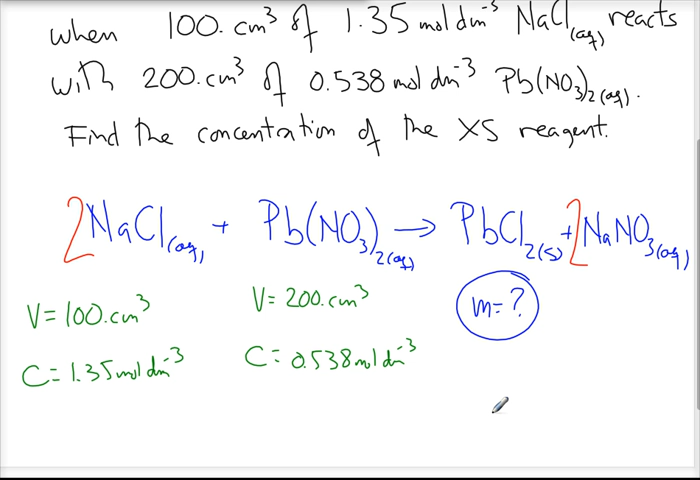 when 100. cm³ of 1.35 mol dm⁻³ NaCl(aq) reacts
with 200. cm³ of 0.538 mol dm⁻³ Pb(NO₃)₂(aq).
Find the concentration of the XS reagent.
2NaCl(aq) + Pb(NO₃)₂(aq) → PbCl₂(s) + 2NaNO₃(aq)
V = 100. cm³ V = 200. cm³ m = ?
C = 1.35 mol dm⁻³ C = 0.538 mol dm⁻³